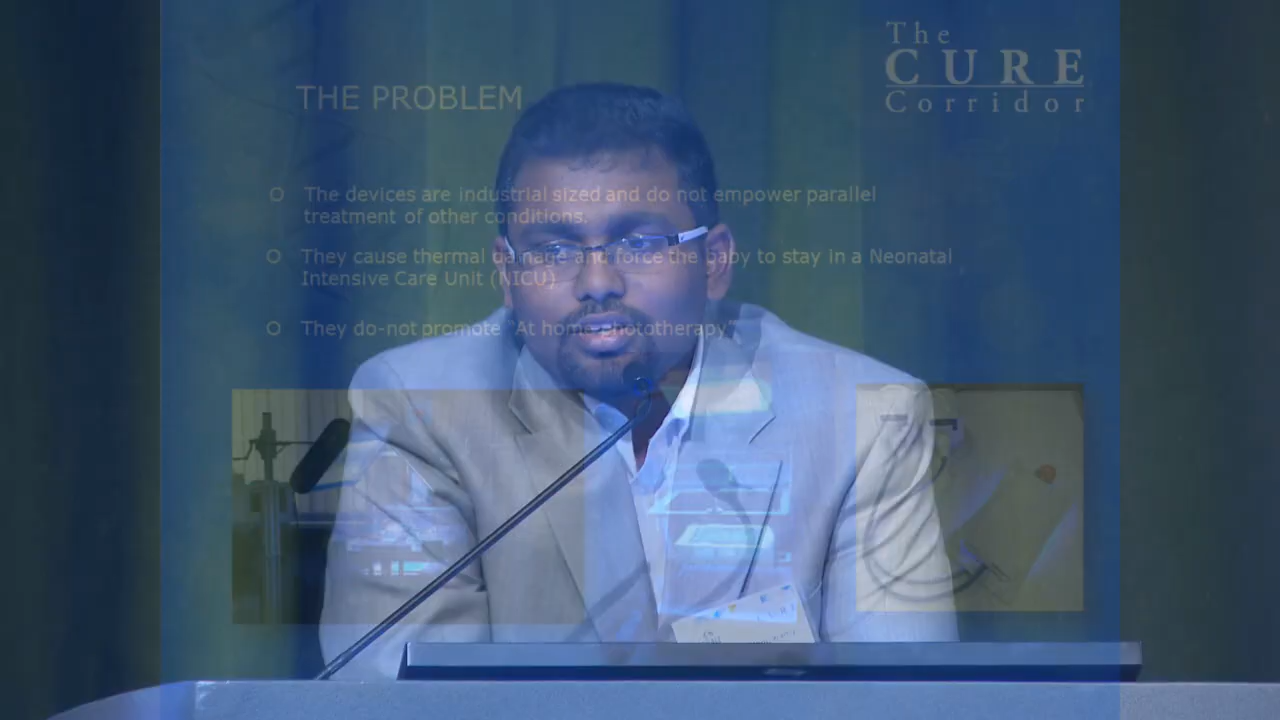 The
CURE
Corridor
THE PROBLEM
O The devices are industrial sized and do not empower parallel
treatment of other conditions.
O They cause thermal damage and force the baby to stay in a Neonatal
Intensive Care Unit (NICU)
O They do-not promote "At home phototherapy"
CURE